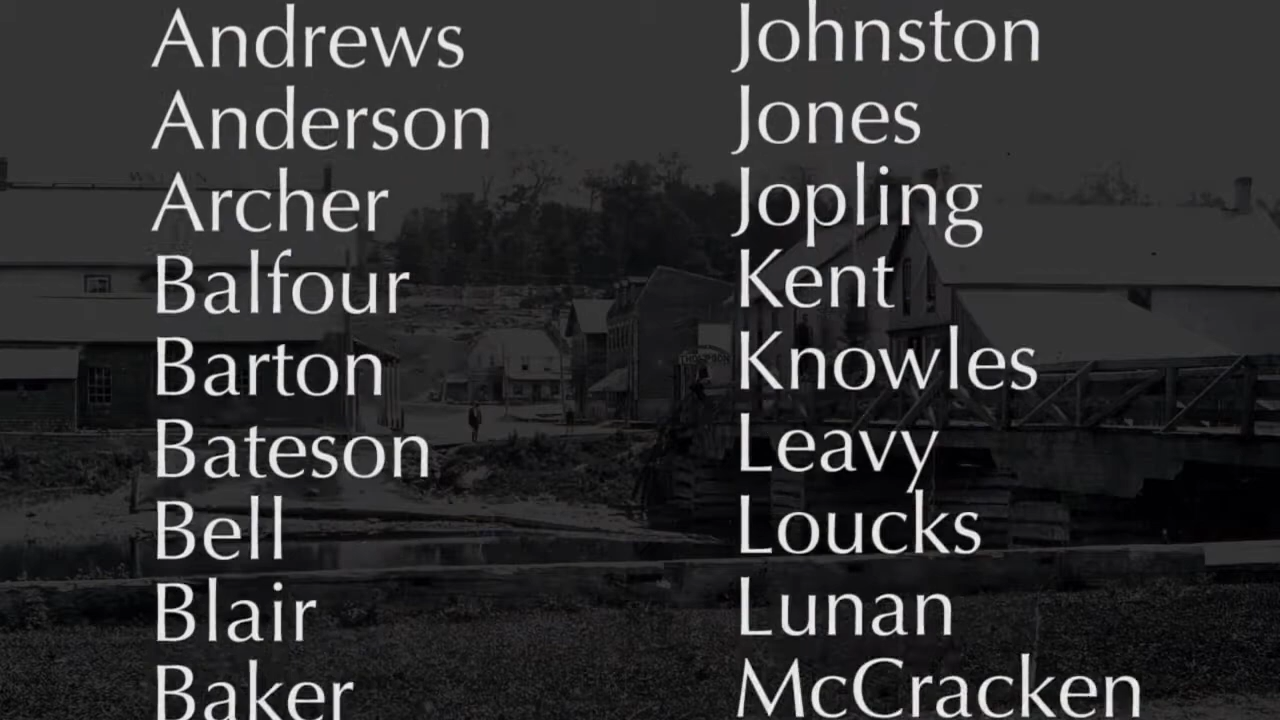 Andrews
Anderson
Archer
Balfour
Barton
Bateson
Bell
Blair
Baker
Johnston
Jones
Jopling
Kent
Knowles
Leavy
Loucks
Lunan
McCracken